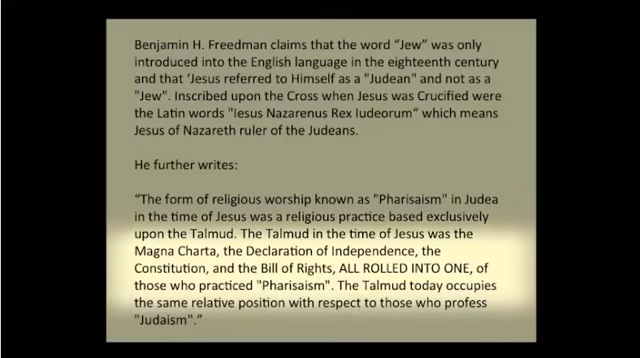 Benjamin H. Freedman claims that the word “Jew” was only
introduced into the English language in the eighteenth century
and that ‘Jesus referred to Himself as a "Judean" and not as a
"Jew". Inscribed upon the Cross when Jesus was Crucified were
the Latin words "Iesus Nazarenus Rex Iudeorum“ which means
Jesus of Nazareth ruler of the Judeans.
He further writes:
“The form of religious worship known as "Pharisaism" in Judea
in the time of Jesus was a religious practice based exclusively
upon the Talmud. The Talmud in the time of Jesus was the
Magna Charta, the Declaration of Independence, the
Constitution, and the Bill of Rights, ALL ROLLED INTO ONE, of
those who practiced "Pharisaism". The Talmud today occupies
the same relative position with respect to those who profess
"Judaism".”